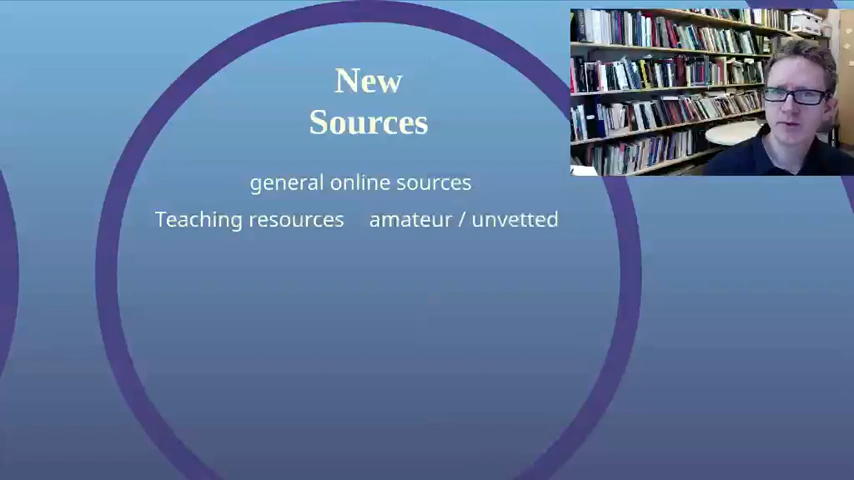 New
Sources
general online sources
Teaching resources amateur / unvetted